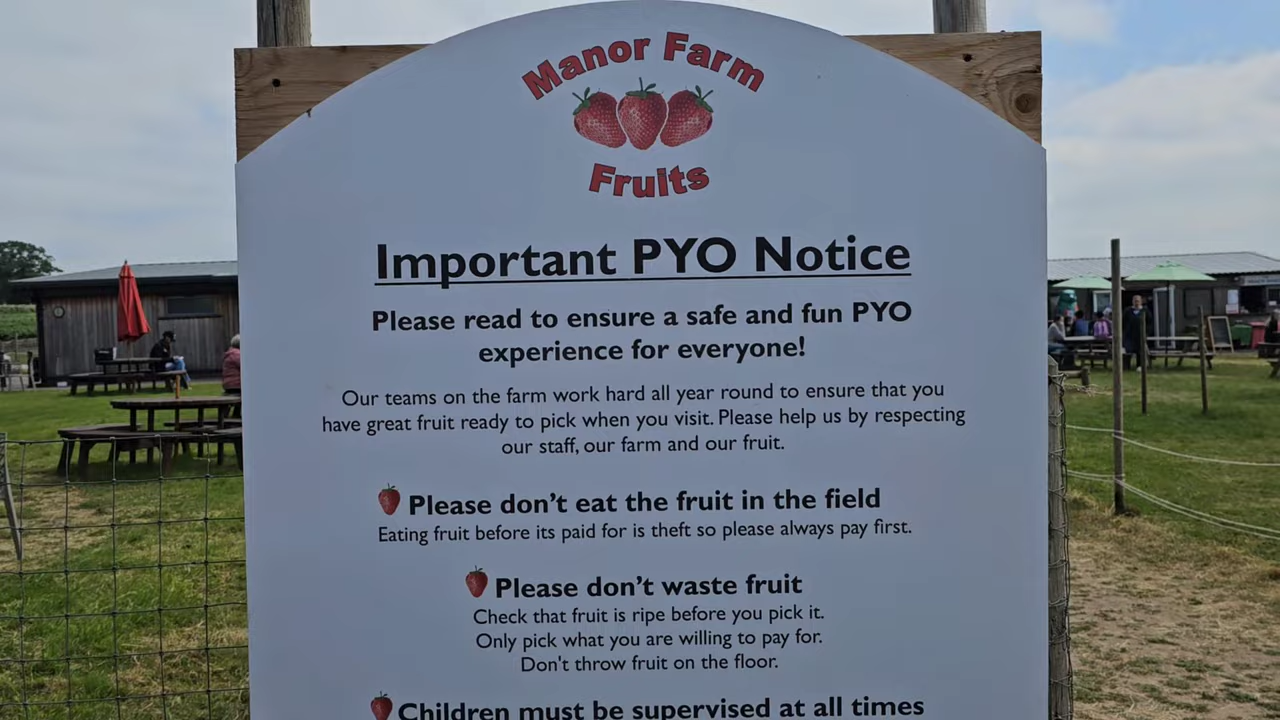 Manor Farm
Fruits
Important PYO Notice
Please read to ensure a safe and fun PYO
experience for everyone!
Our teams on the farm work hard all year round to ensure that you
have great fruit ready to pick when you visit. Please help us by respecting
our staff, our farm and our fruit.
Please don't eat the fruit in the field
Eating fruit before its paid for is theft so please always pay first.
Please don't waste fruit
Check that fruit is ripe before you pick it.
Only pick what you are willing to pay for.
Don't throw fruit on the floor.
Children must be supervised at all times